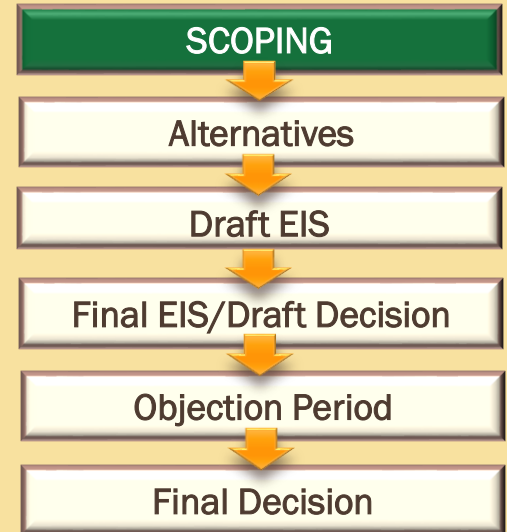 SCOPING
Alternatives
Draft EIS
Final EIS/Draft Decision
Objection Period
Final Decision